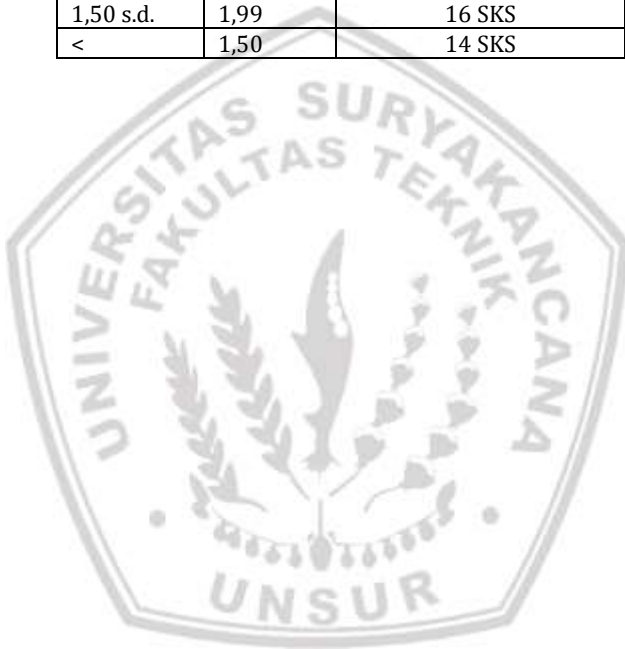 1,50 s.d. 1,99 16 SKS
< 1,50 14 SKS
UNIVERSITAS SURYAKANCANA
FAKULTAS TEKNIK
UNSUR